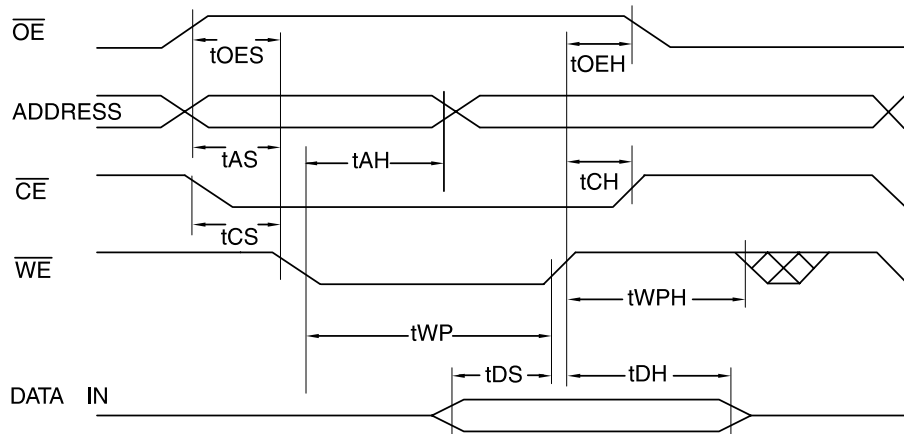 OE
tOES
tOEH
ADDRESS
tAS
tAH
tCH
CE
tCS
WE
tWPH
tWP
tDS
tDH
DATA IN